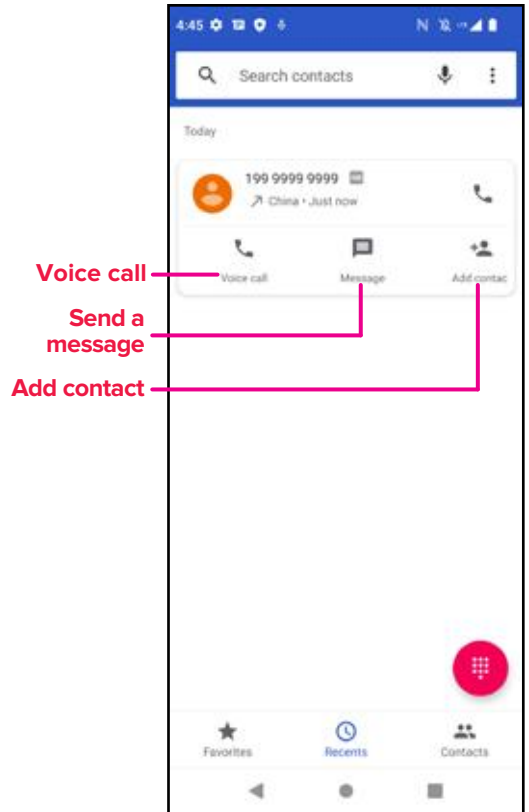 4:45
Search contacts
Today
199 9999 9999
China • Just now
Voice call
Message
Add contac
Voice call
Send a
message
Add contact
Favorites
Recents
Contacts